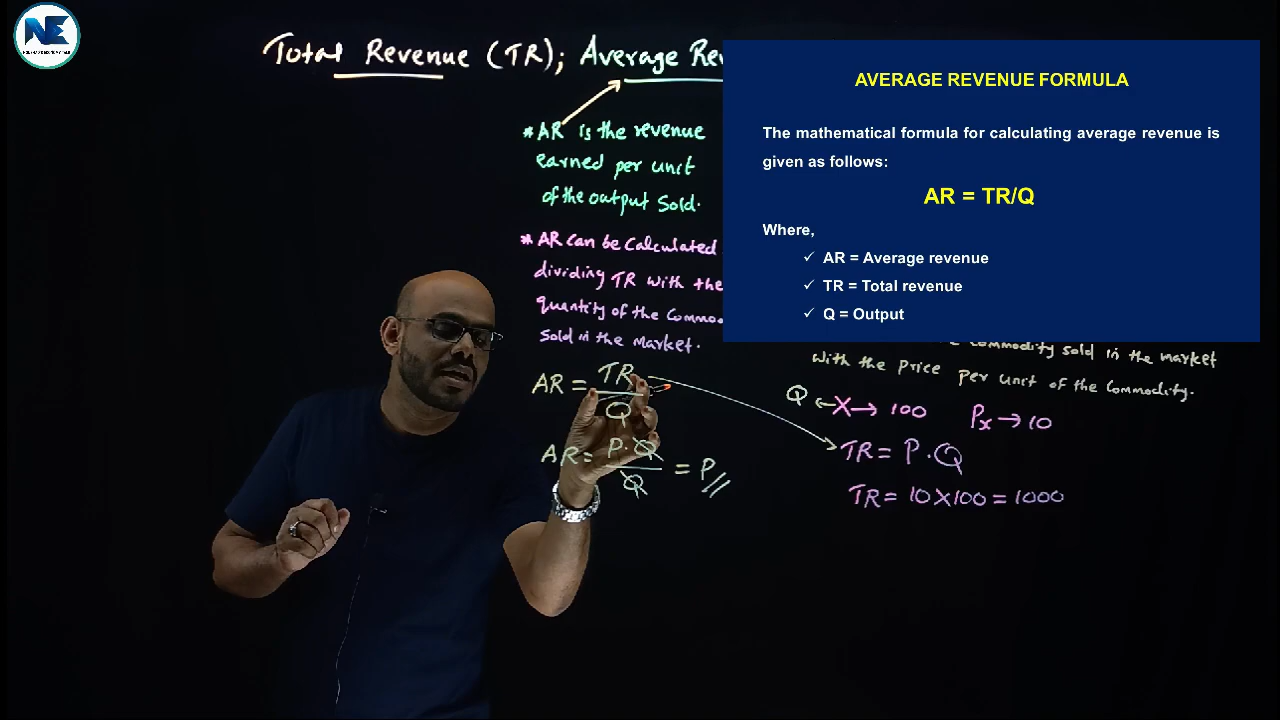 NE
Total Revenue (TR); Average Rev
* AR is the revenue
earned per unit
of the output sold.
* AR can be calculated
dividing TR with the
quantity of the commo
sold in the market.
AR = TR/Q
AR = P·Q/Q = P//
AVERAGE REVENUE FORMULA
The mathematical formula for calculating average revenue is
given as follows:
AR = TR/Q
Where,
✓ AR = Average revenue
✓ TR = Total revenue
✓ Q = Output
commodity sold in the market
with the price per unit of the commodity.
Q ← X → 100 Px → 10
TR = P·Q
TR = 10 X 100 = 1000